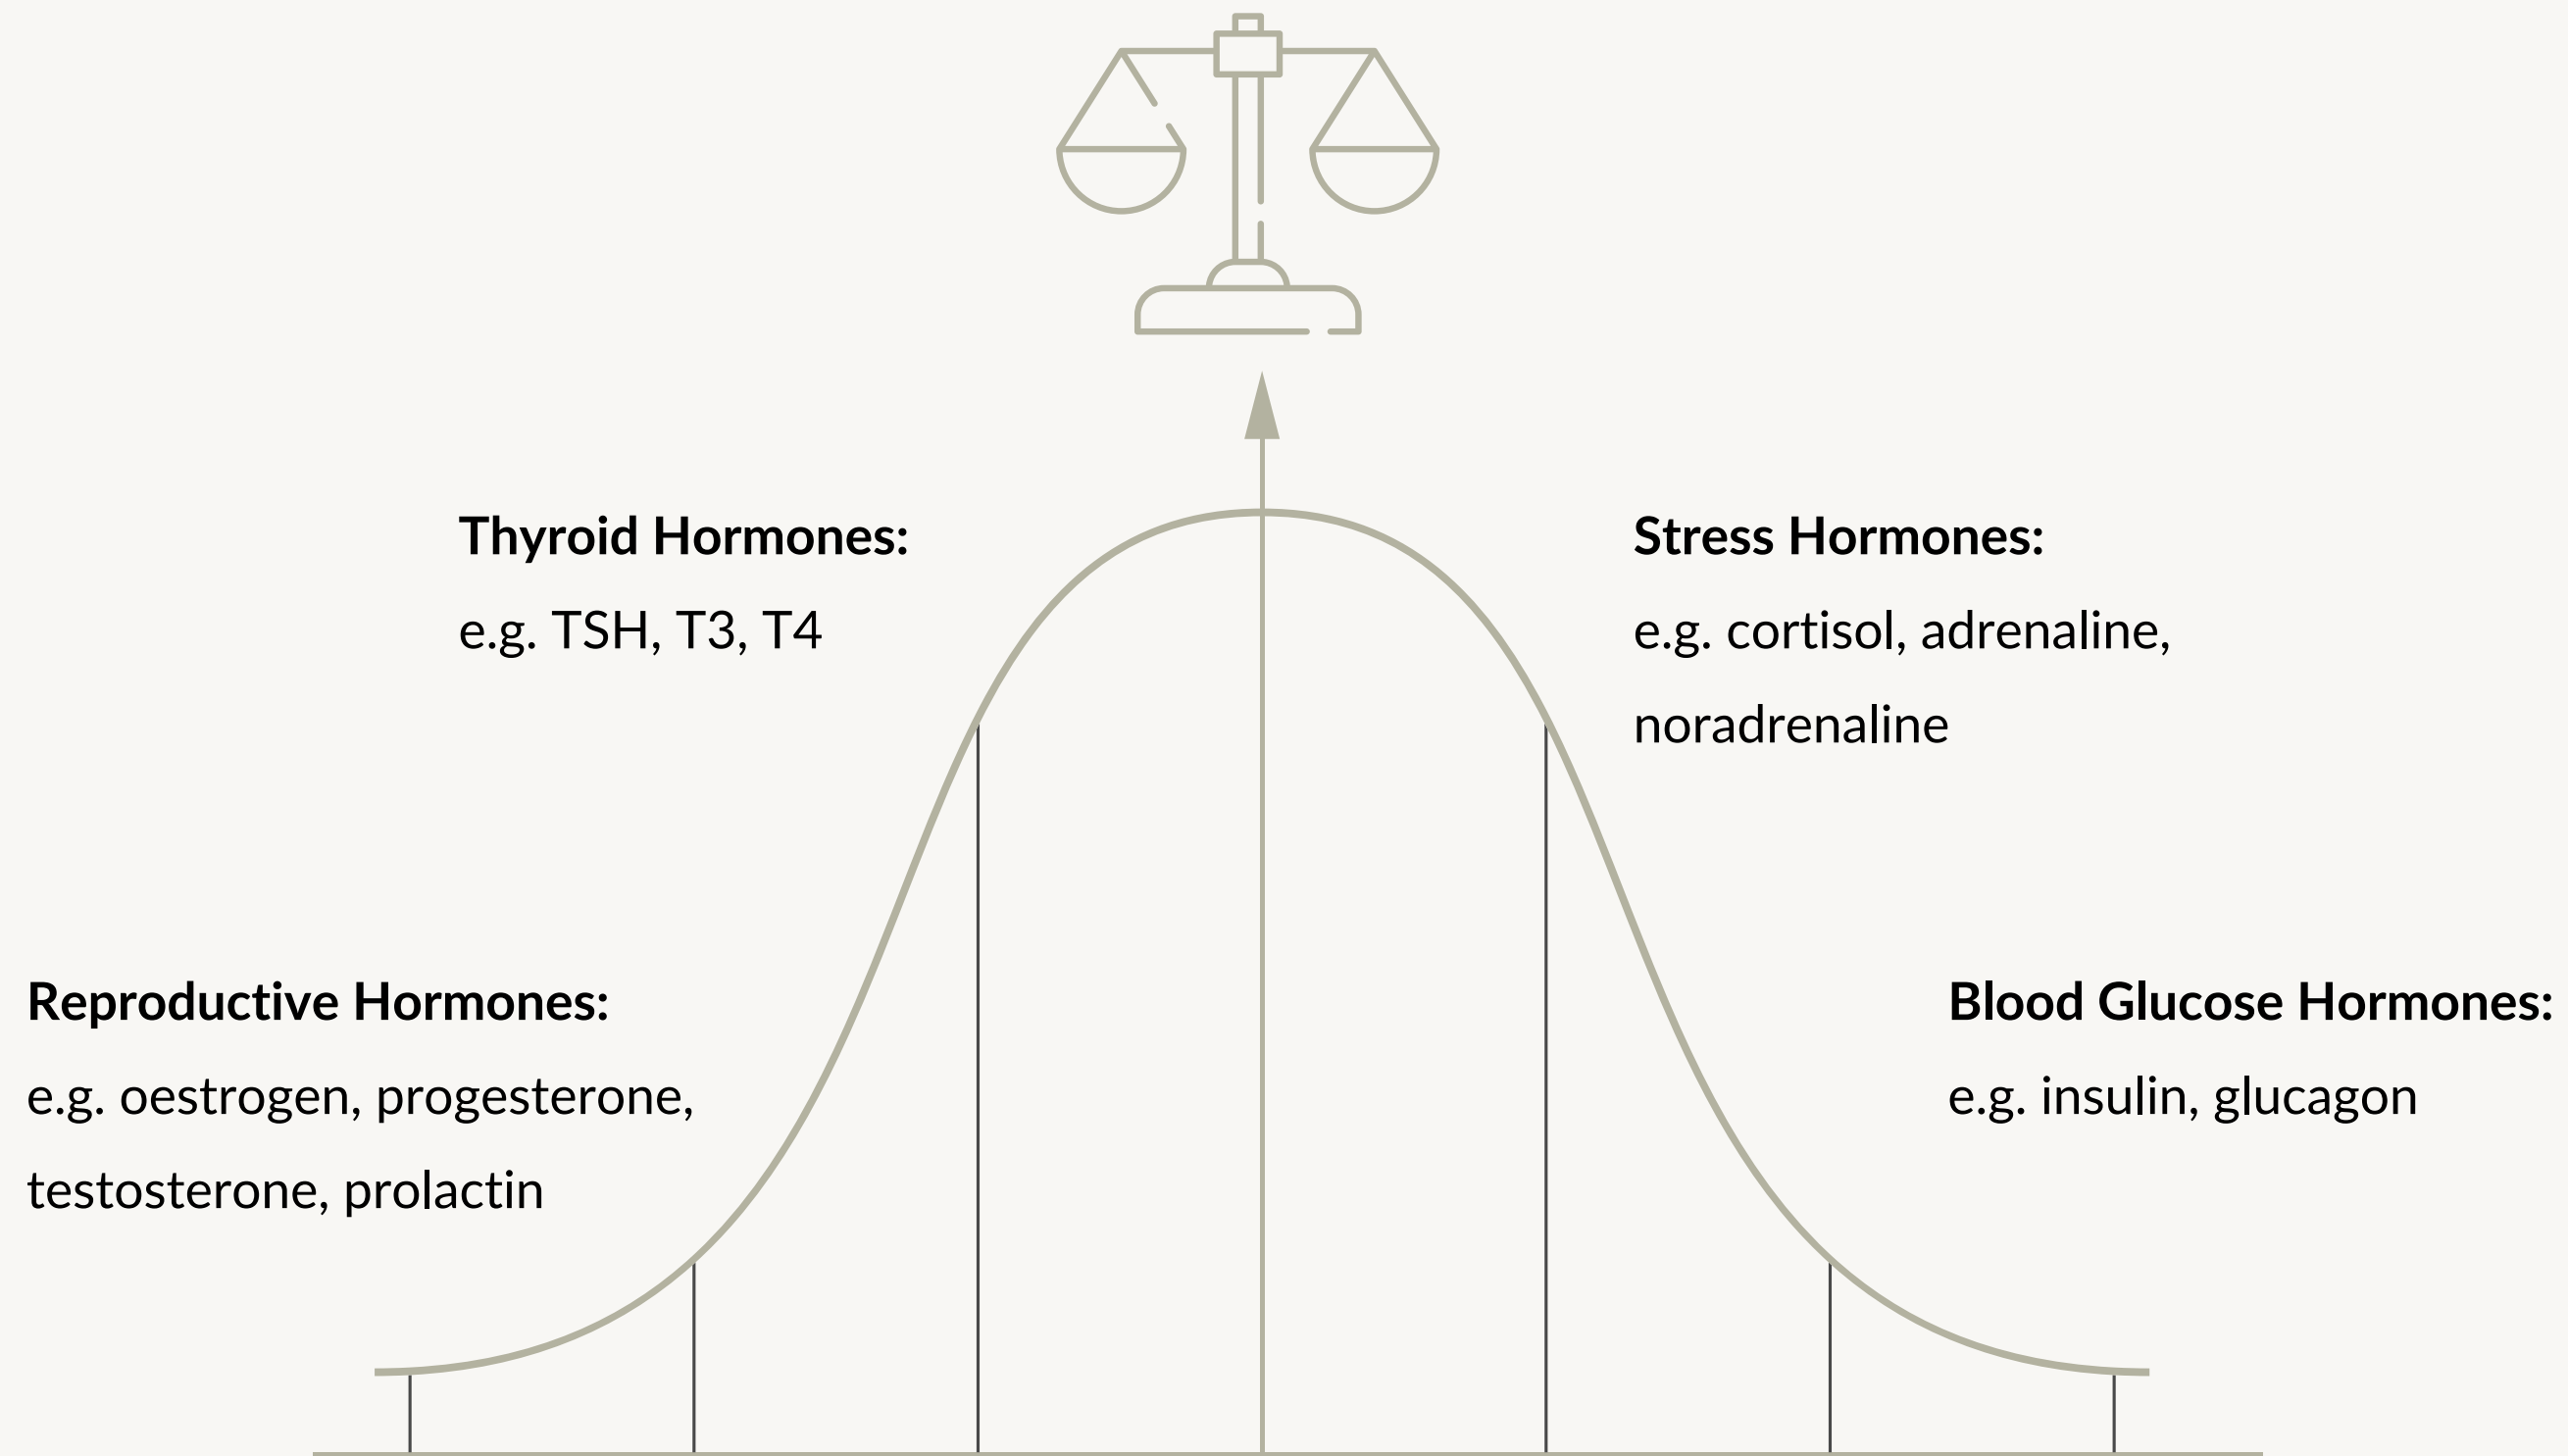 Thyroid Hormones:
e.g. TSH, T3, T4
Stress Hormones:
e.g. cortisol, adrenaline,
noradrenaline
Reproductive Hormones:
e.g. oestrogen, progesterone,
testosterone, prolactin
Blood Glucose Hormones:
e.g. insulin, glucagon